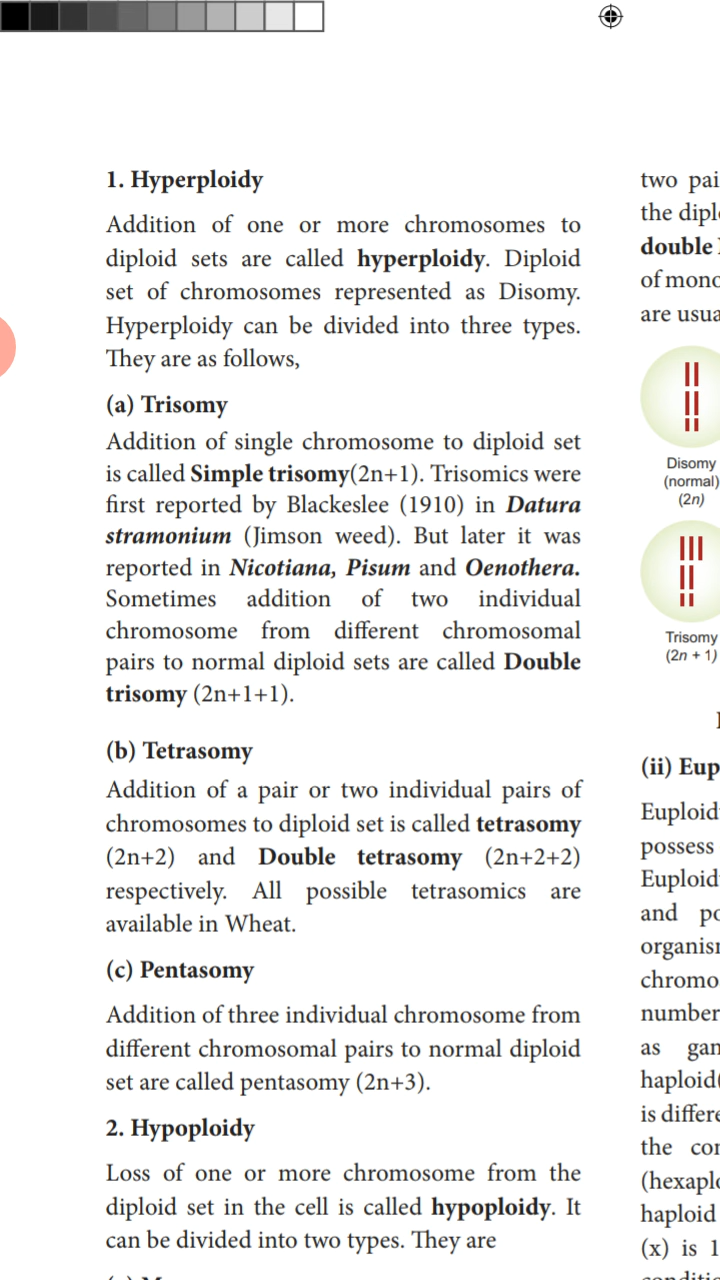 1. Hyperploidy
Addition of one or more chromosomes to
diploid sets are called hyperploidy. Diploid
set of chromosomes represented as Disomy.
Hyperploidy can be divided into three types.
They are as follows,
(a) Trisomy
Addition of single chromosome to diploid set
is called Simple trisomy(2n+1). Trisomics were
first reported by Blackeslee (1910) in Datura
stramonium (Jimson weed). But later it was
reported in Nicotiana, Pisum and Oenothera.
Sometimes addition of two individual
chromosome from different chromosomal
pairs to normal diploid sets are called Double
trisomy (2n+1+1).
(b) Tetrasomy
Addition of a pair or two individual pairs of
chromosomes to diploid set is called tetrasomy
(2n+2) and Double tetrasomy (2n+2+2)
respectively. All possible tetrasomics are
available in Wheat.
(c) Pentasomy
Addition of three individual chromosome from
different chromosomal pairs to normal diploid
set are called pentasomy (2n+3).
2. Hypoploidy
Loss of one or more chromosome from the
diploid set in the cell is called hypoploidy. It
can be divided into two types. They are
two
the
double
of
are
Disomy
(normal)
(2n)
Trisomy
(2n + 1)
(ii)
possess
and
number
as
is
the
haploid
(x) is